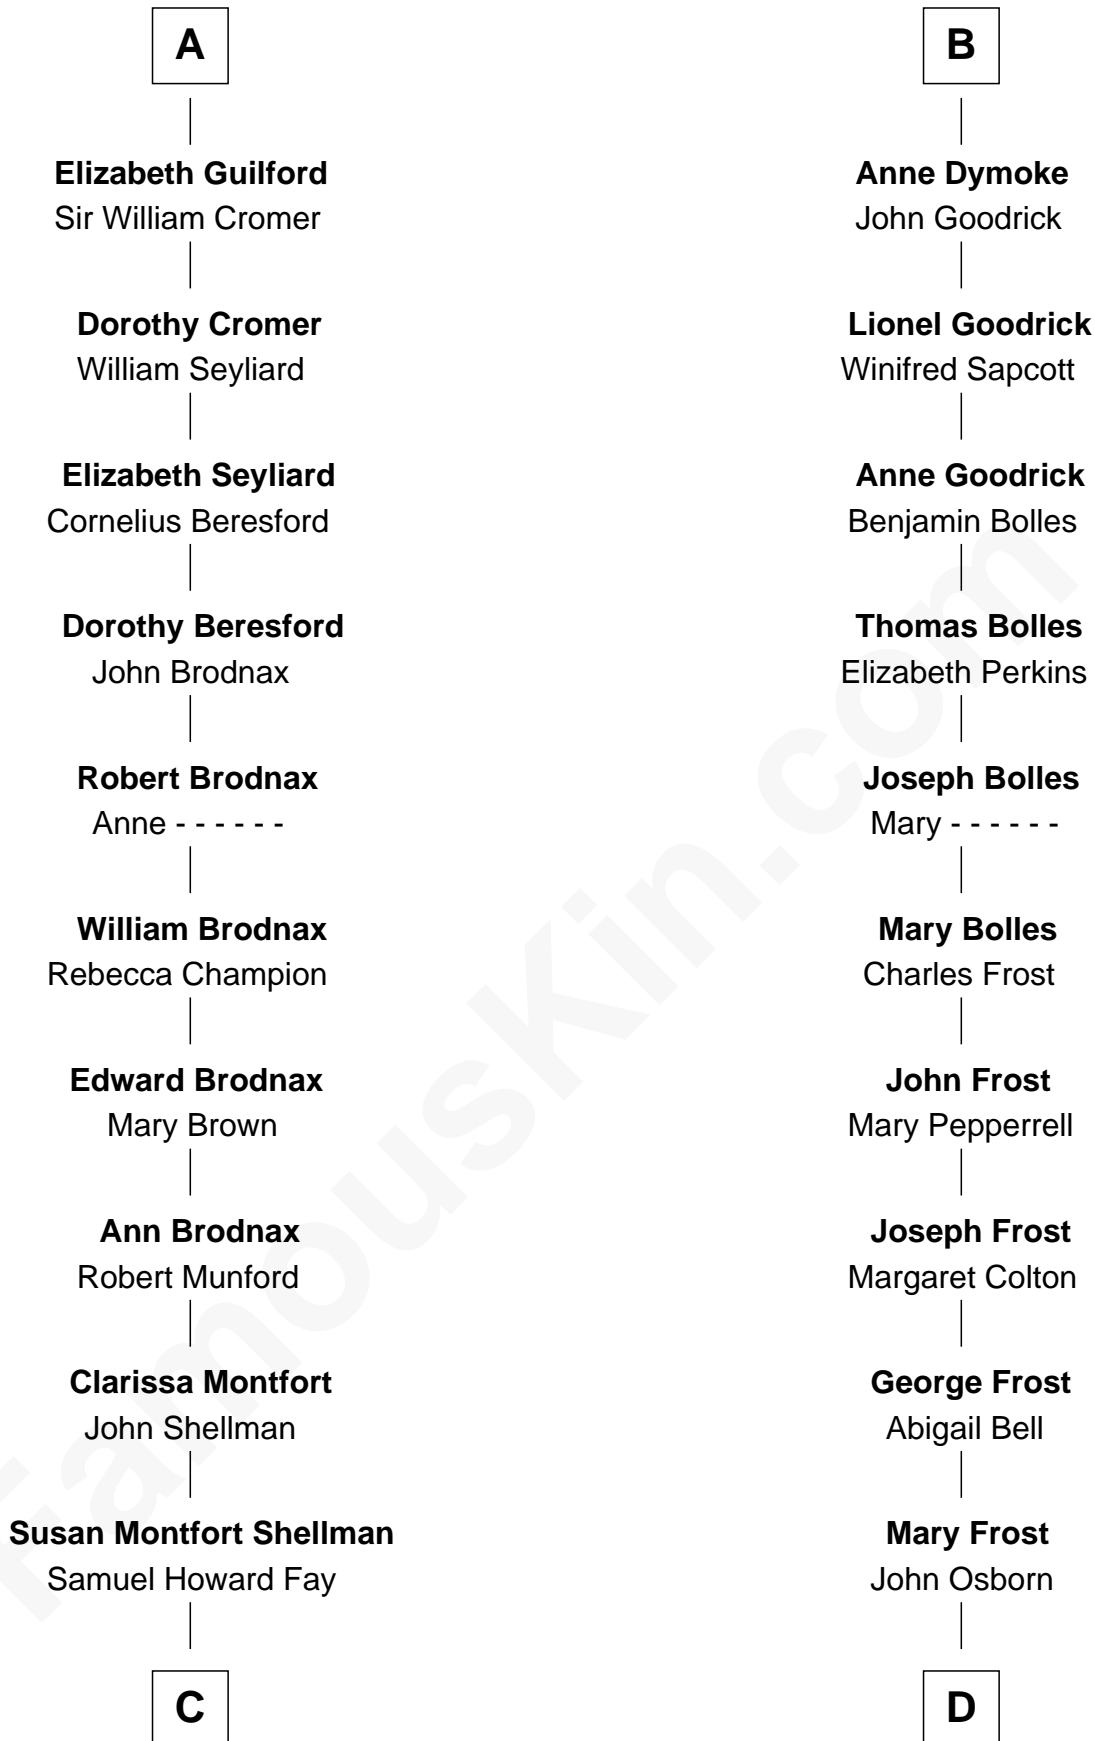 A
Elizabeth Guilford
Sir William Cromer
Dorothy Cromer
William Seyliard
Elizabeth Seyliard
Cornelius Beresford
Dorothy Beresford
John Brodnax
Robert Brodnax
Anne - - - - - -
William Brodnax
Rebecca Champion
Edward Brodnax
Mary Brown
Ann Brodnax
Robert Munford
Clarissa Montfort
John Shellman
Susan Montfort Shellman
Samuel Howard Fay
C
B
Anne Dymoke
John Goodrick
Lionel Goodrick
Winifred Sapcott
Anne Goodrick
Benjamin Bolles
Thomas Bolles
Elizabeth Perkins
Joseph Bolles
Mary - - - - - -
Mary Bolles
Charles Frost
John Frost
Mary Pepperrell
Joseph Frost
Margaret Colton
George Frost
Abigail Bell
Mary Frost
John Osborn
D
FamousKin.com